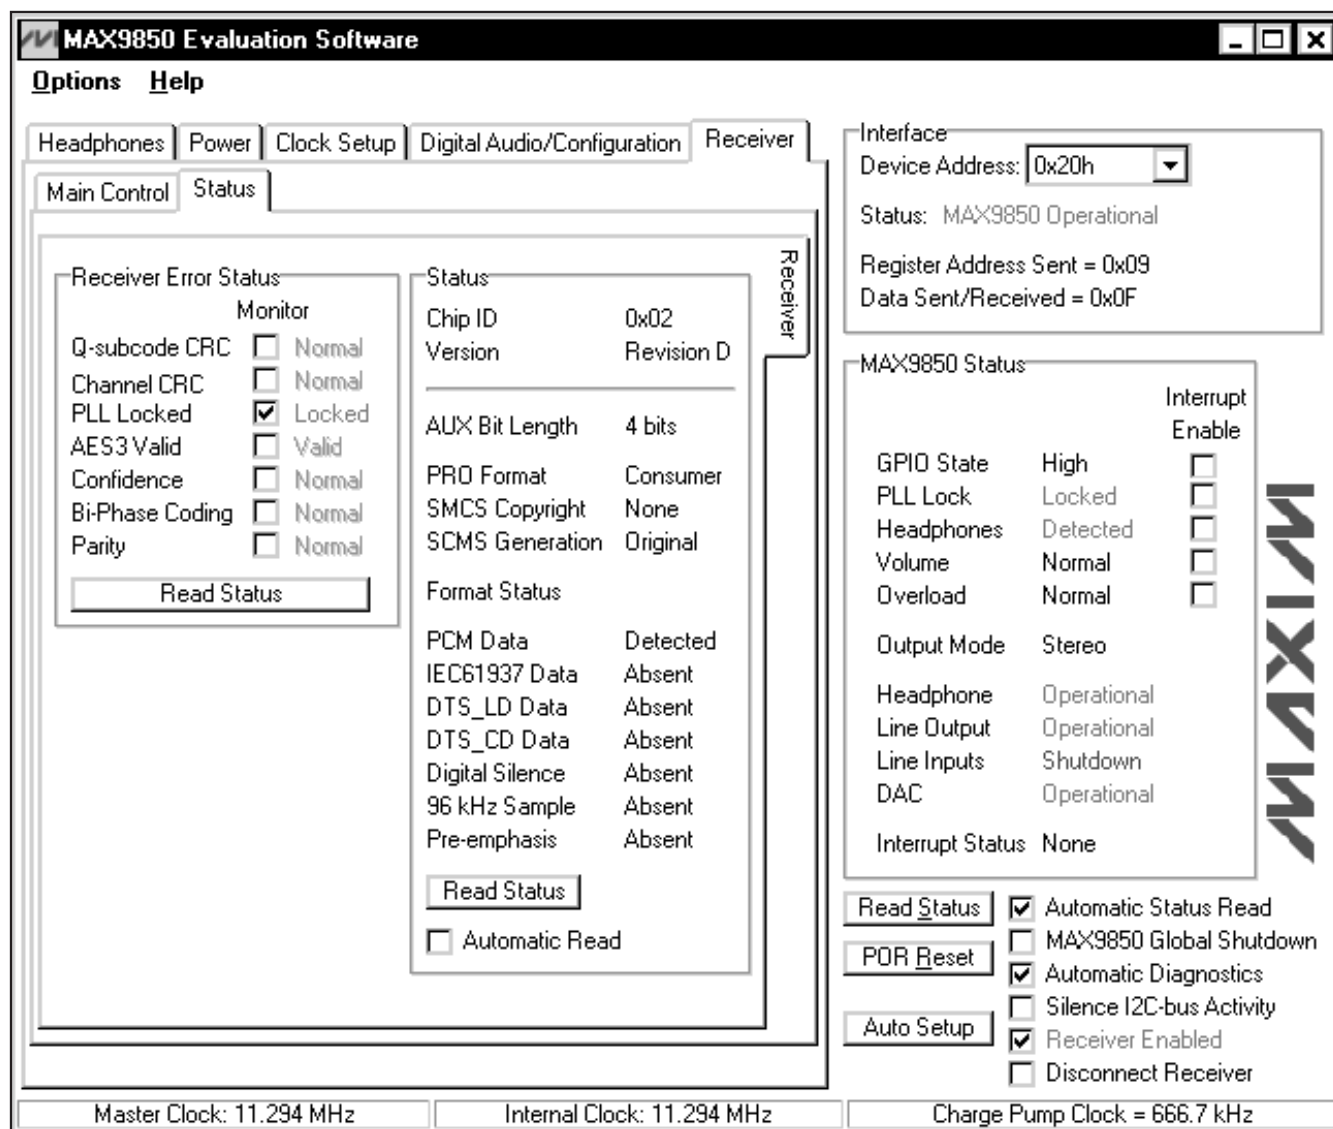 MAX9850 Evaluation Software
Options Help
Headphones Power Clock Setup Digital Audio/Configuration Receiver
Main Control Status
Receiver
Receiver Error Status
Monitor
Q-subcode CRC Normal
Channel CRC Normal
PLL Locked Locked
AES3 Valid Valid
Confidence Normal
Bi-Phase Coding Normal
Parity Normal
Read Status
Status
Chip ID 0x02
Version Revision D
AUX Bit Length 4 bits
PRO Format Consumer
SMCS Copyright None
SCMS Generation Original
Format Status
PCM Data Detected
IEC61937 Data Absent
DTS_LD Data Absent
DTS_CD Data Absent
Digital Silence Absent
96 kHz Sample Absent
Pre-emphasis Absent
Read Status
Automatic Read
Interface
Device Address: 0x20h
Status: MAX9850 Operational
Register Address Sent = 0x09
Data Sent/Received = 0x0F
MAX9850 Status
Interrupt
Enable
GPIO State High
PLL Lock Locked
Headphones Detected
Volume Normal
Overload Normal
Output Mode Stereo
Headphone Operational
Line Output Operational
Line Inputs Shutdown
DAC Operational
Interrupt Status None
MAXIM
Read Status Automatic Status Read
MAX9850 Global Shutdown
POR Reset Automatic Diagnostics
Silence I2C-bus Activity
Auto Setup Receiver Enabled
Disconnect Receiver
Master Clock: 11.294 MHz Internal Clock: 11.294 MHz Charge Pump Clock = 666.7 kHz